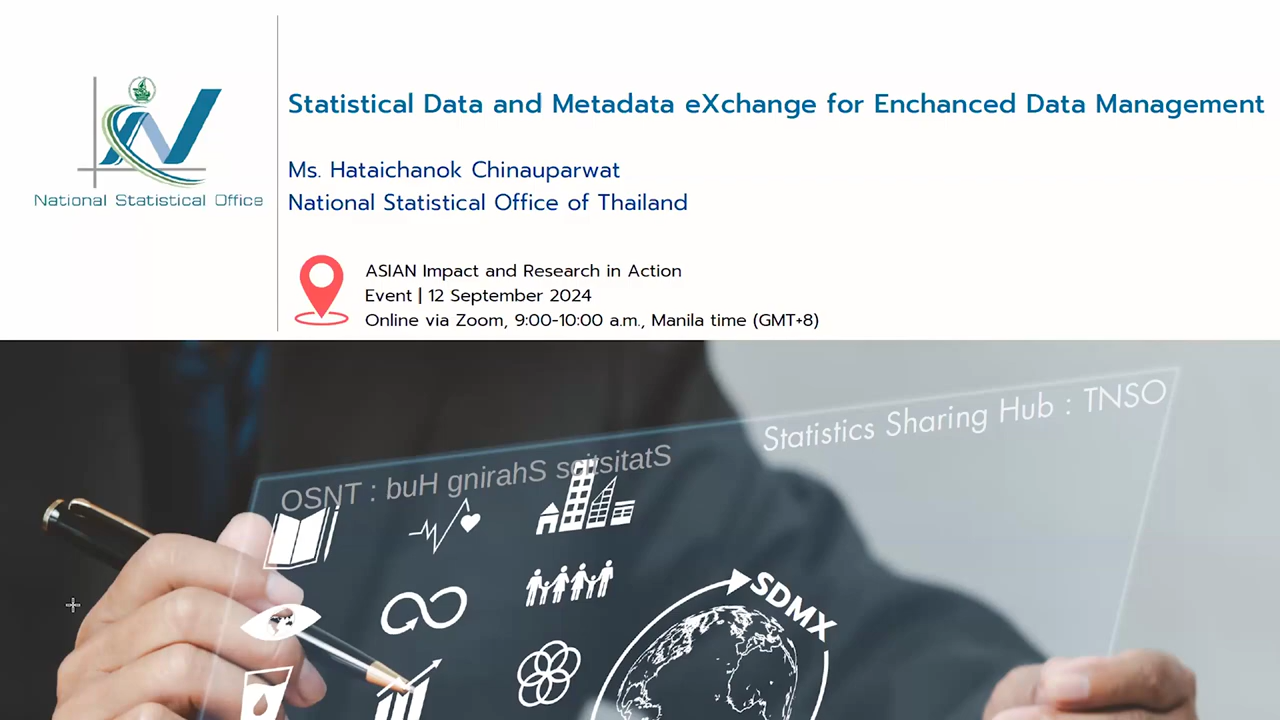 Statistical Data and Metadata eXchange for Enchanced Data Management
Ms. Hataichanok Chinauparwat
National Statistical Office of Thailand
National Statistical Office
ASIAN Impact and Research in Action
Event | 12 September 2024
Online via Zoom, 9:00-10:00 a.m., Manila time (GMT+8)
Statistics Sharing Hub : TNSO
OSNT : buH gnirahS scitsitatS
SDMX